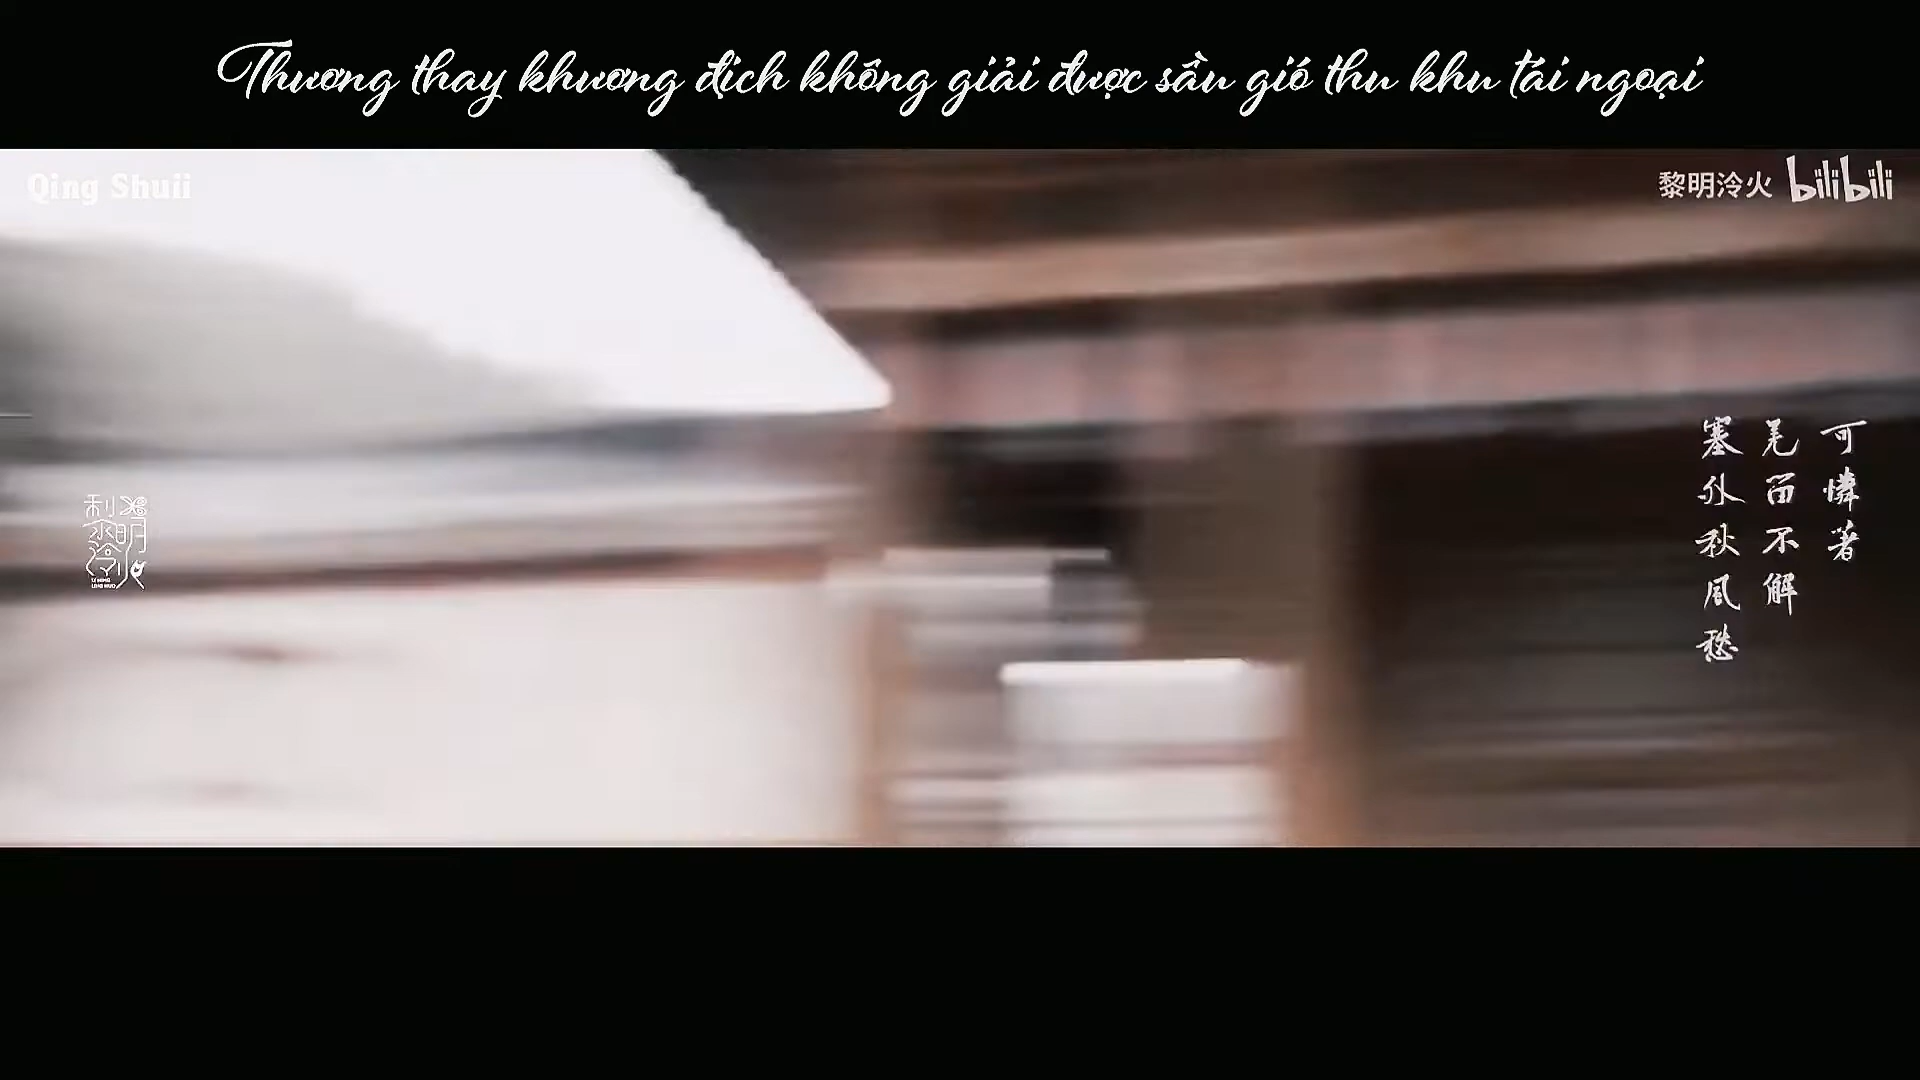 Thương thay khương địch không giải được sầu gió thu khu tái ngoại
Qing Shuii
黎明泠火 bilibili
可憐著
羌笛不解
塞外秋風愁